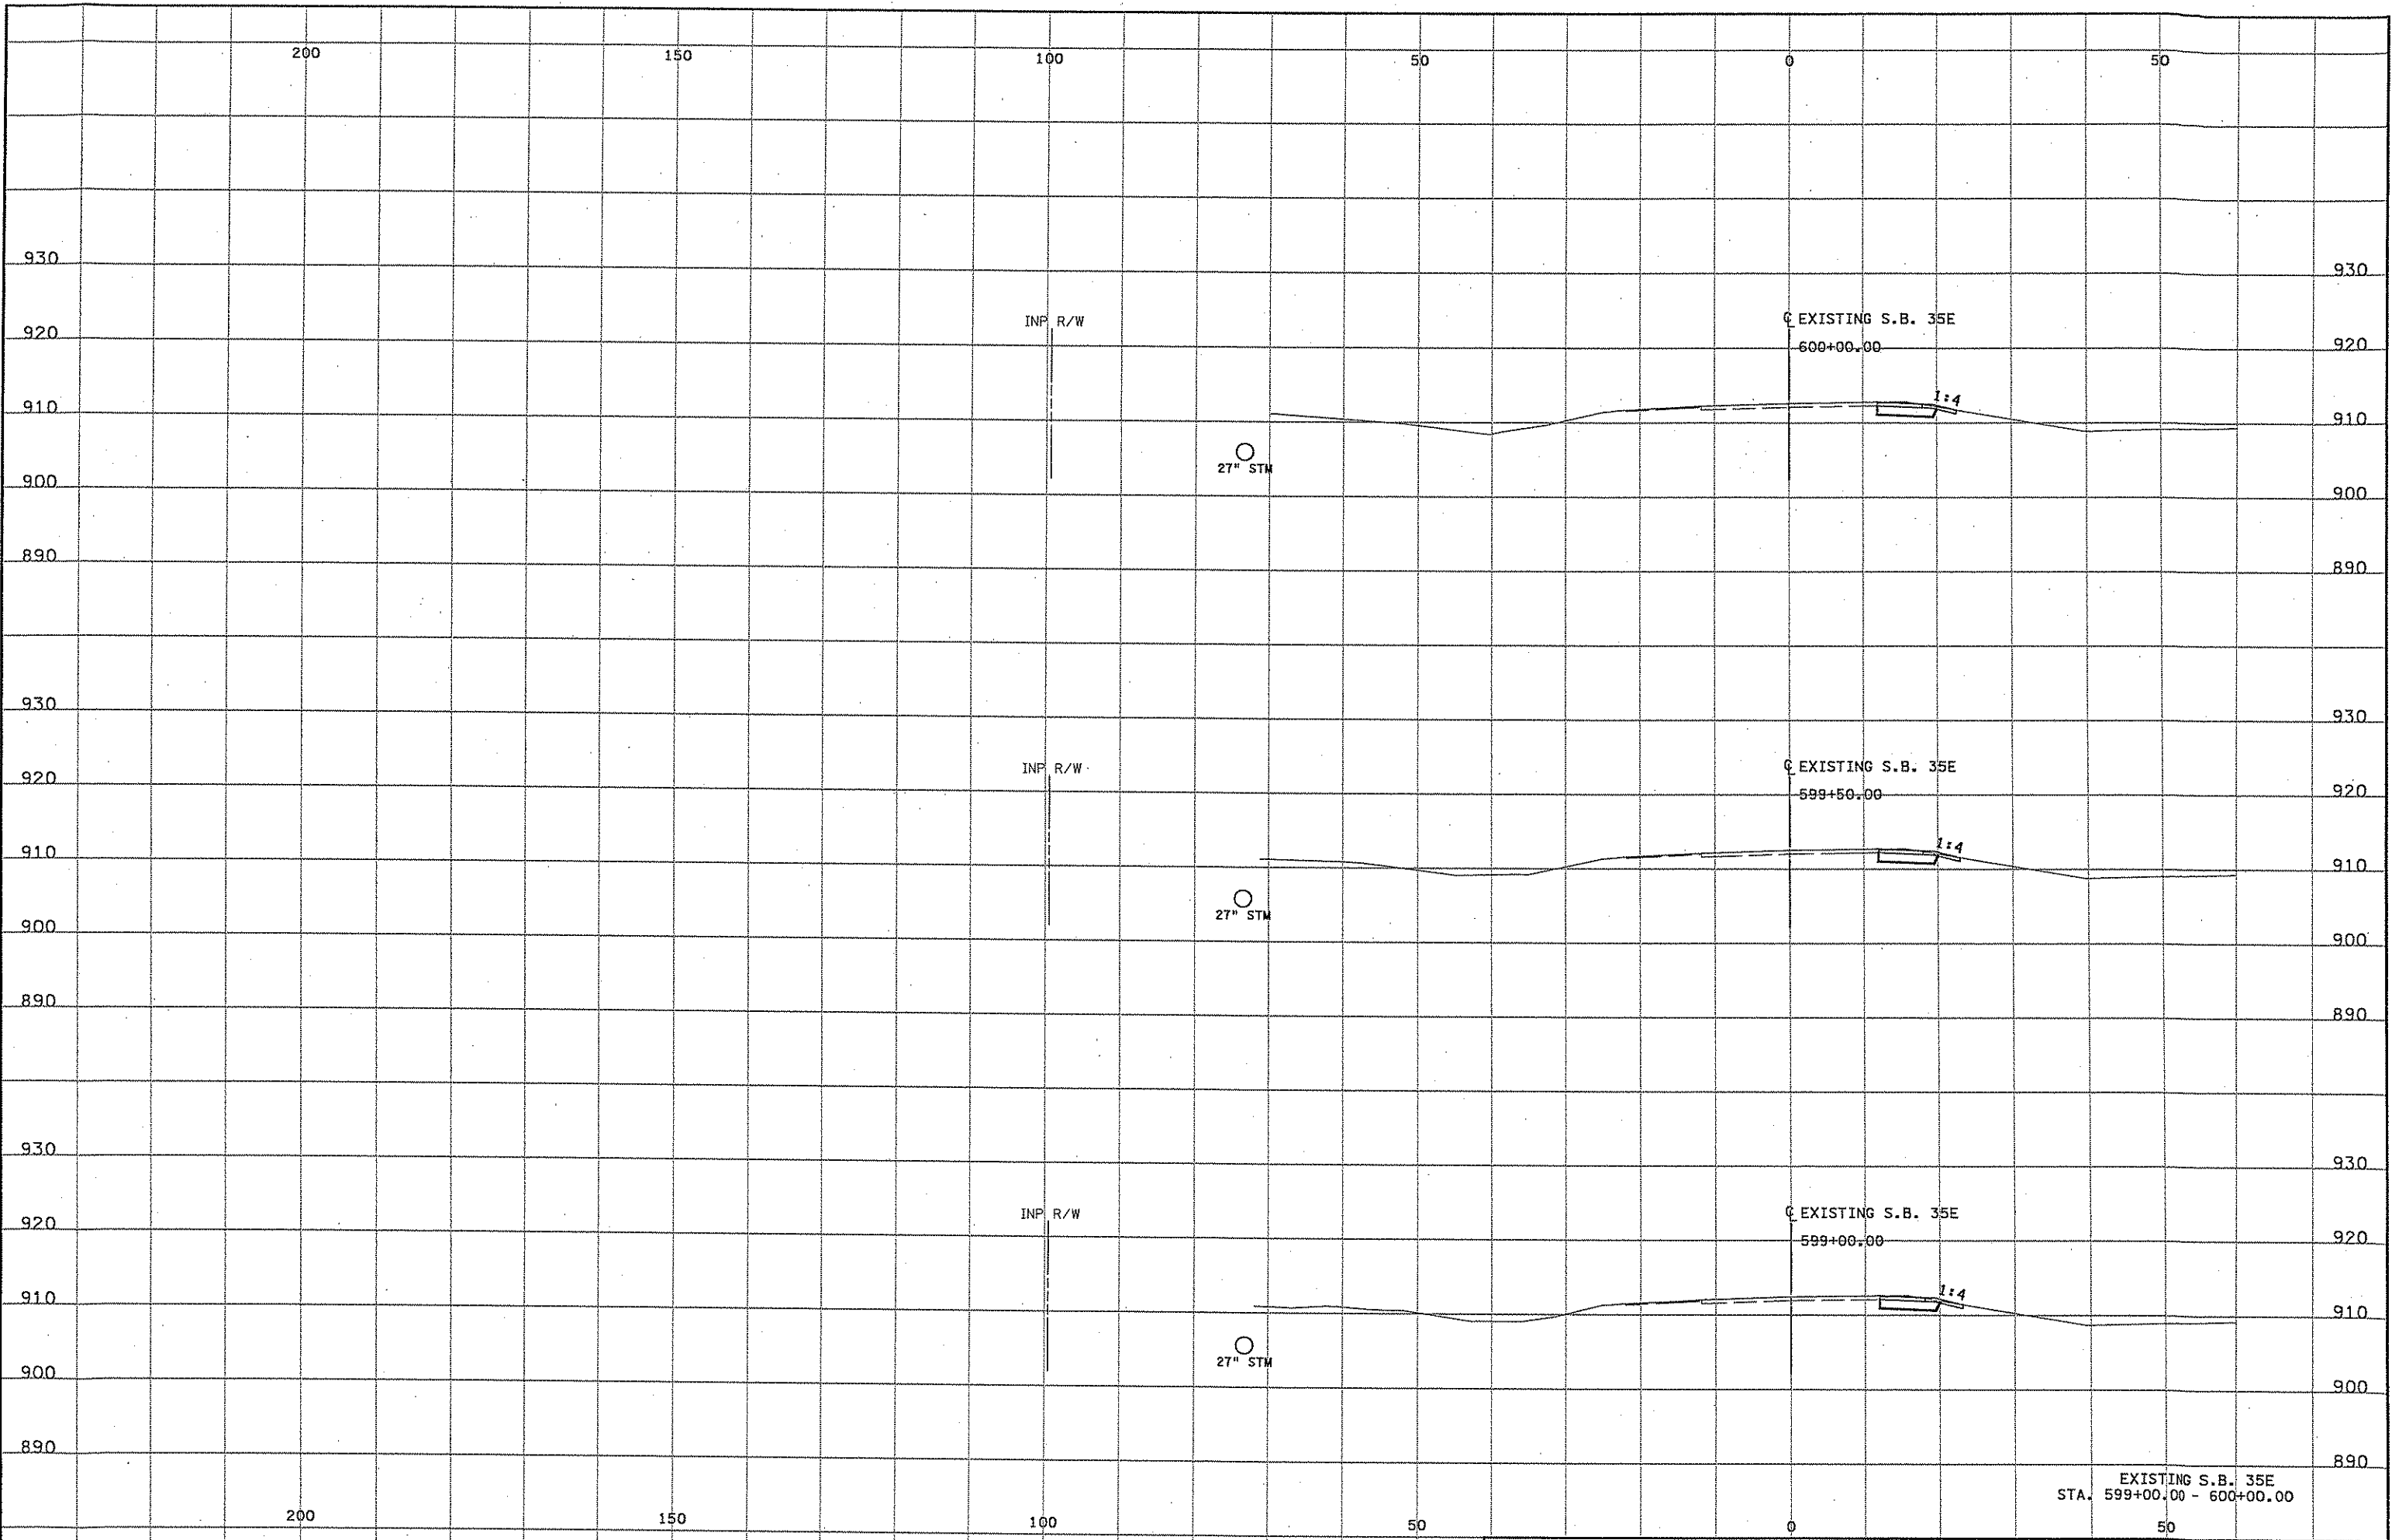 200 150 100 50 0 50
930 930
INP R/W ℄ EXISTING S.B. 35E
920 600+00.00 920
1:4
910 910
27" STM
900 900
890 890
930 930
INP R/W ℄ EXISTING S.B. 35E
920 599+50.00 920
1:4
910 910
27" STM
900 900
890 890
930 930
INP R/W ℄ EXISTING S.B. 35E
920 599+00.00 920
1:4
910 910
27" STM
900 900
890 890
EXISTING S.B. 35E
STA. 599+00.00 - 600+00.00
200 150 100 50 0 50